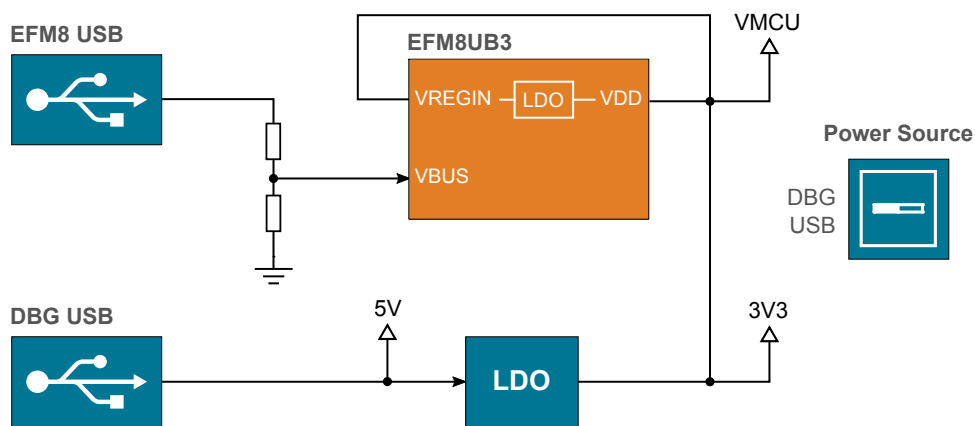 EFM8 USB
EFM8UB3
VMCU
VREGIN
LDO
VDD
VBUS
Power Source
DBG
USB
DBG USB
5V
LDO
3V3